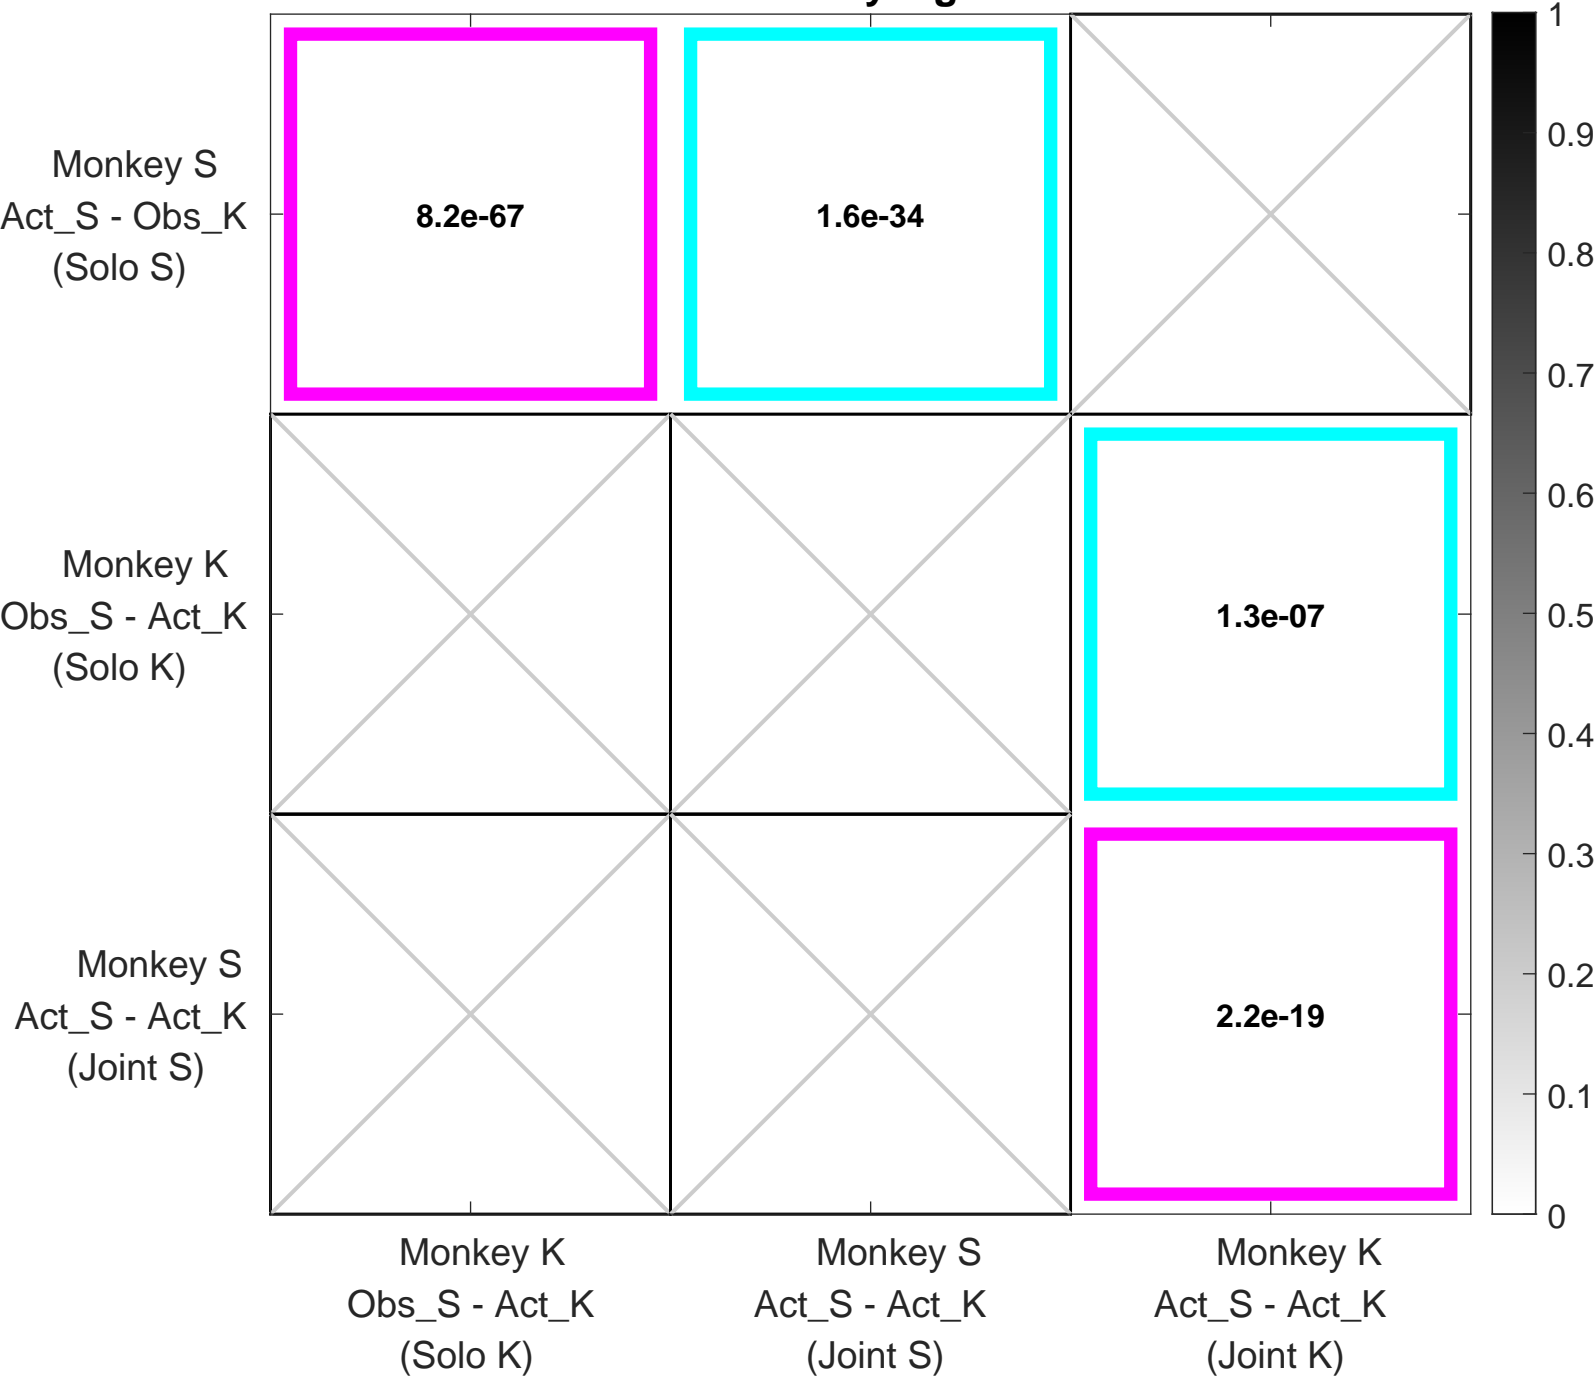 1
0.9
0.8
0.7
0.6
0.5
0.4
0.3
0.2
0.1
0
Monkey S
Act_S - Obs_K
(Solo S)
8.2e-67
1.6e-34
Monkey K
Obs_S - Act_K
(Solo K)
1.3e-07
Monkey S
Act_S - Act_K
(Joint S)
2.2e-19
Monkey K
Obs_S - Act_K
(Solo K)
Monkey S
Act_S - Act_K
(Joint S)
Monkey K
Act_S - Act_K
(Joint K)